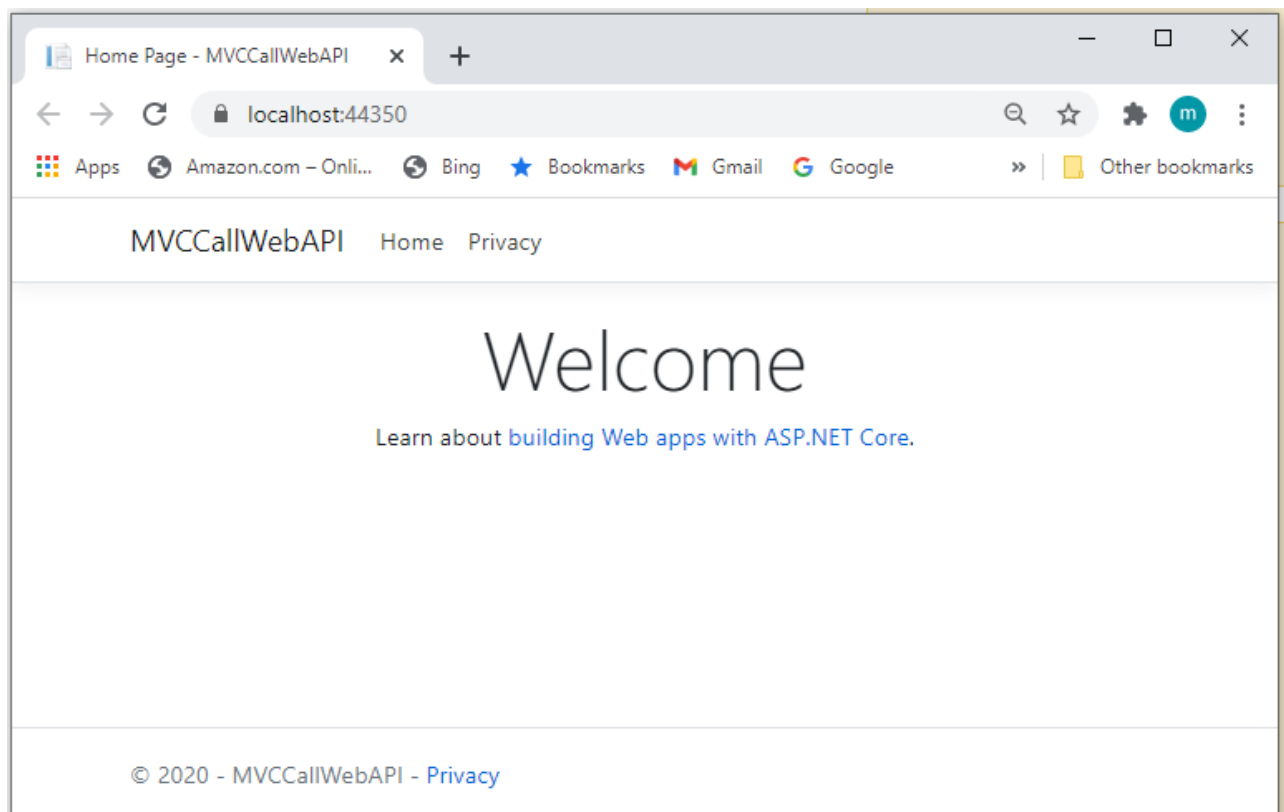 Home Page - MVCCallWebAPI
localhost:44350
m
Apps Amazon.com – Onli... Bing Bookmarks Gmail Google » Other bookmarks
MVCCallWebAPI Home Privacy
Welcome
Learn about building Web apps with ASP.NET Core.
© 2020 - MVCCallWebAPI - Privacy